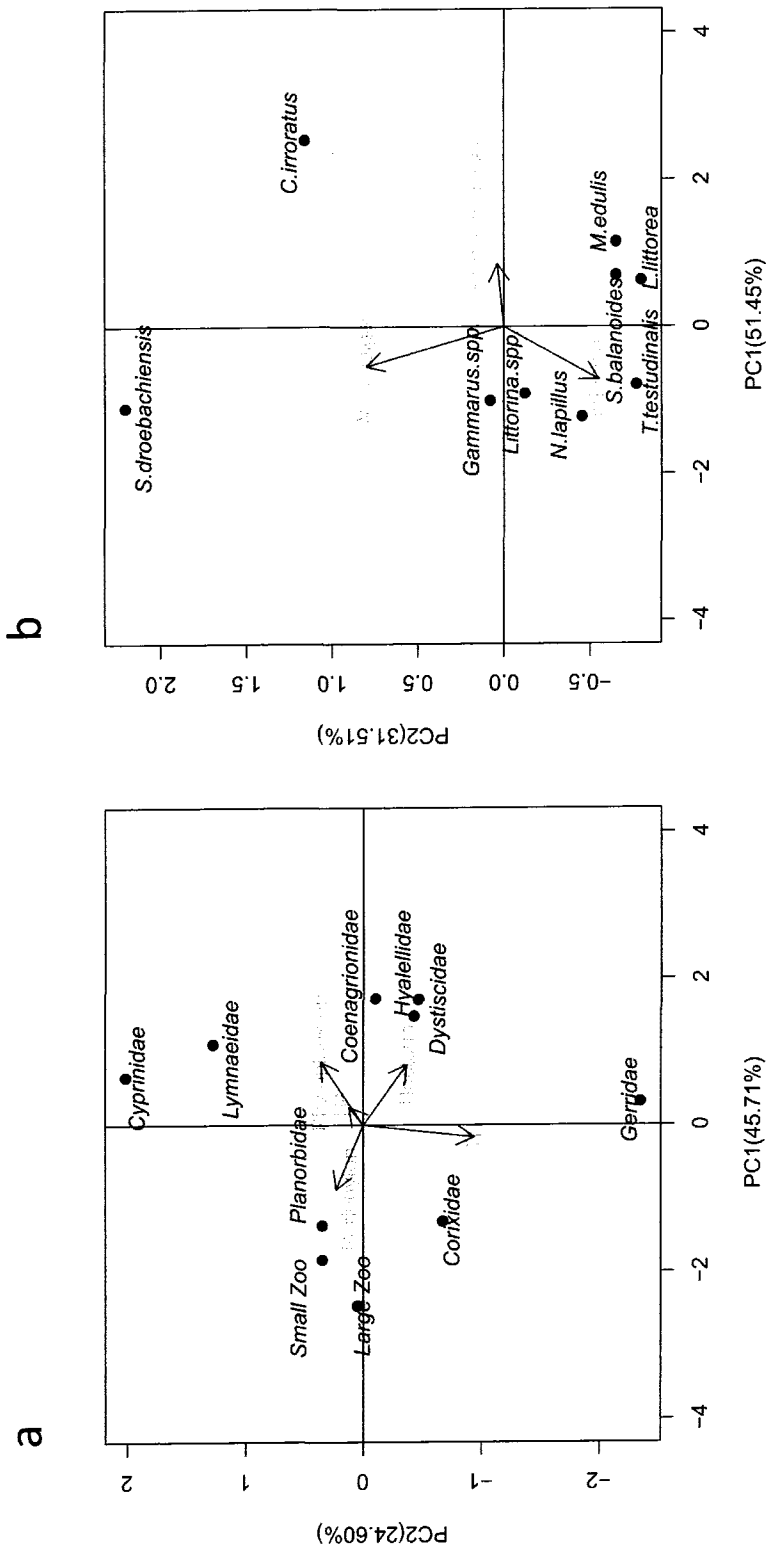 a
Cyprinidae
Lymnaeidae
Planorbidae
Small Zoo
Large Zoo
Coenagrionidae
Hyalellidae
Dystiscidae
Corixidae
Gerridae
2
1
0
−1
−2
PC2(24.60%)
−4
−2
0
2
4
PC1(45.71%)
b
S.droebachiensis
C.irroratus
Gammarus.spp
Littorina.spp
N.lapillus
S.balanoides
M.edulis
L.littorea
T.testudinalis
2.0
1.5
1.0
0.5
0.0
−0.5
PC2(31.51%)
−4
−2
0
2
4
PC1(51.45%)